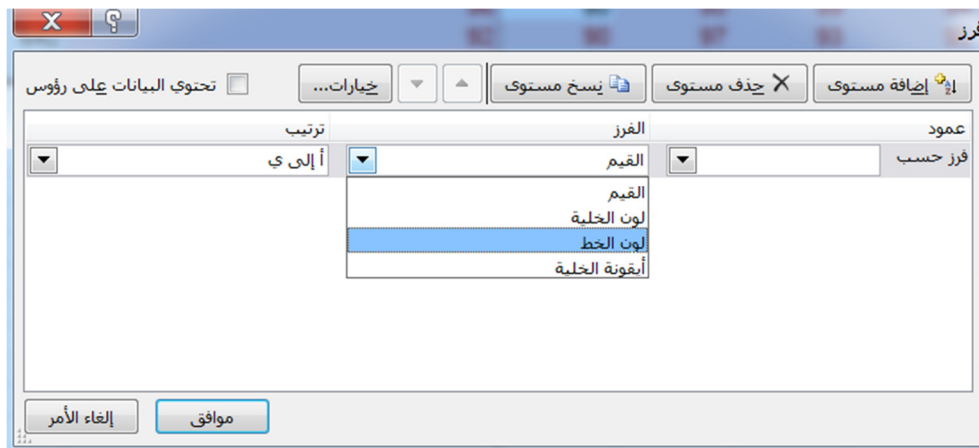 فرز
إضافة مستوى حذف مستوى نسخ مستوى خيارات... تحتوي البيانات على رؤوس
عمود الفرز ترتيب
فرز حسب القيم أ إلى ي
القيم
لون الخلية
لون الخط
أيقونة الخلية
موافق إلغاء الأمر